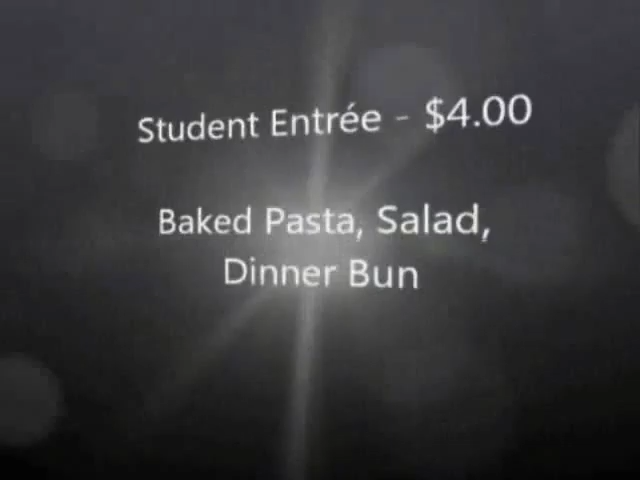 Student Entrée - $4.00
Baked Pasta, Salad,
Dinner Bun